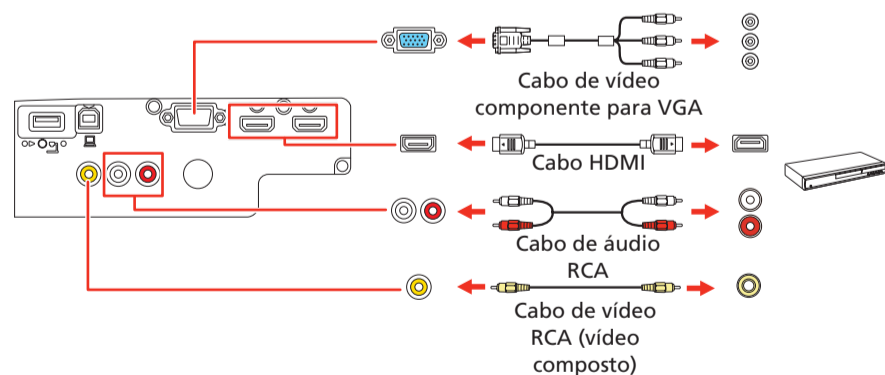 Cabo de vídeo
componente para VGA
Cabo HDMI
Cabo de áudio
RCA
Cabo de vídeo
RCA (vídeo
composto)